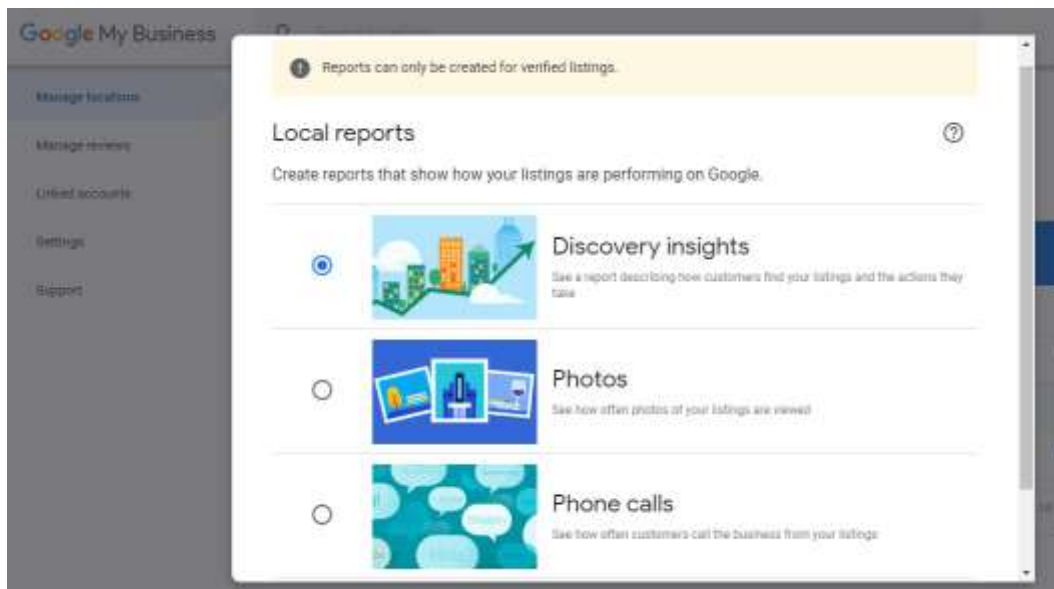 Google My Business
Manage locations
Manage reviews
Linked accounts
Settings
Support
Reports can only be created for verified listings.
Local reports
Create reports that show how your listings are performing on Google.
Discovery insights
See a report describing how customers find your listings and the actions they
take
Photos
See how often photos of your listings are viewed
Phone calls
See how often customers call the business from your listings